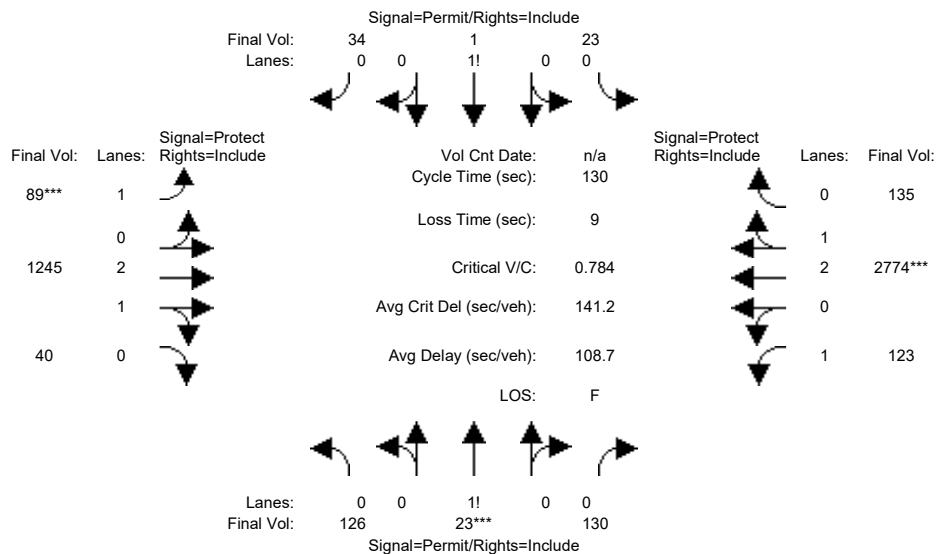 Signal=Permit/Rights=Include
Final Vol: 34 1 23
Lanes: 0 0 1! 0 0
Signal=Protect Signal=Protect
Final Vol: Lanes: Rights=Include Vol Cnt Date: n/a Rights=Include Lanes: Final Vol:
Cycle Time (sec): 130
89*** 1 0 135
Loss Time (sec): 9
0 1
1245 2 Critical V/C: 0.784 2 2774***
1 Avg Crit Del (sec/veh): 141.2 0
40 0 Avg Delay (sec/veh): 108.7 1 123
LOS: F
Lanes: 0 0 1! 0 0
Final Vol: 126 23*** 130
Signal=Permit/Rights=Include